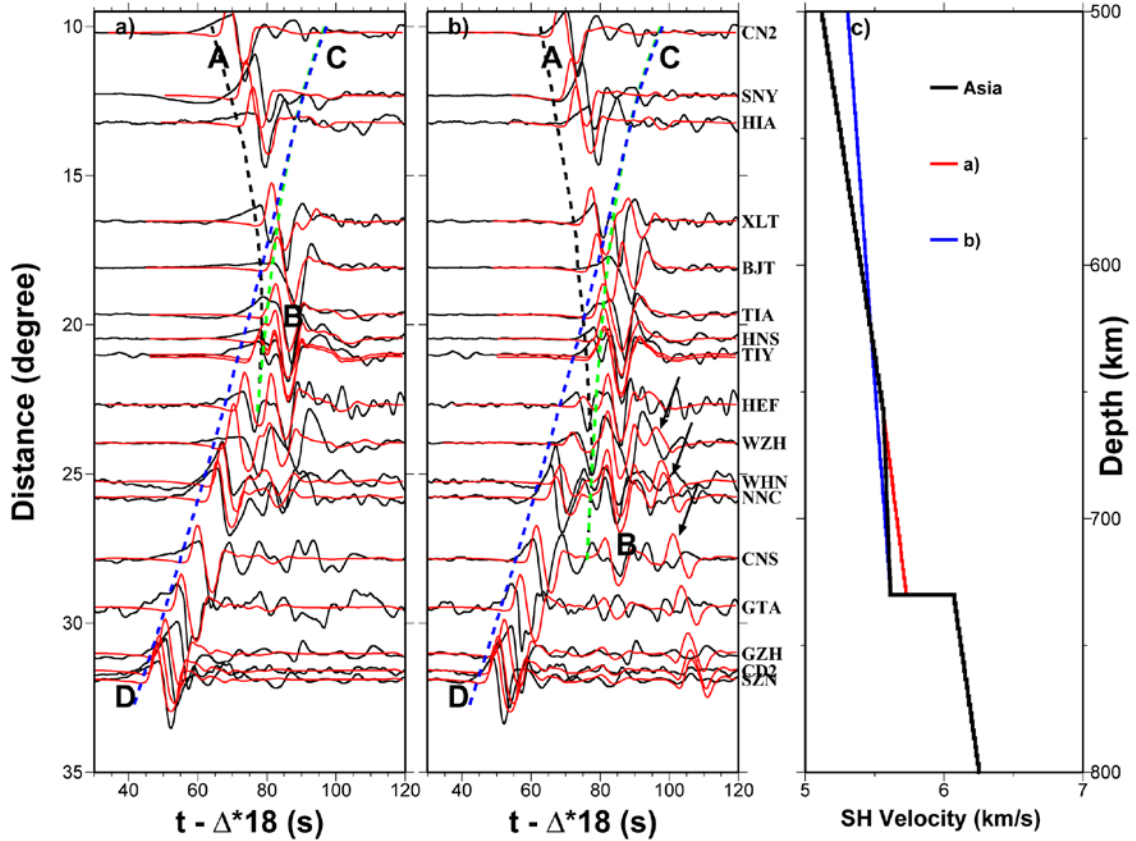 a)
A
C
B
D
10
15
20
25
30
35
Distance (degree)
40 60 80 100 120
t - Δ*18 (s)
b)
A
C
B
D
CN2
SNY
HIA
XLT
BJT
TIA
HNS
TIY
HEF
WZH
WHN
NNC
CNS
GTA
GZH
CD2
SZN
40 60 80 100 120
t - Δ*18 (s)
c)
Asia
a)
b)
500
600
700
800
Depth (km)
5 6 7
SH Velocity (km/s)